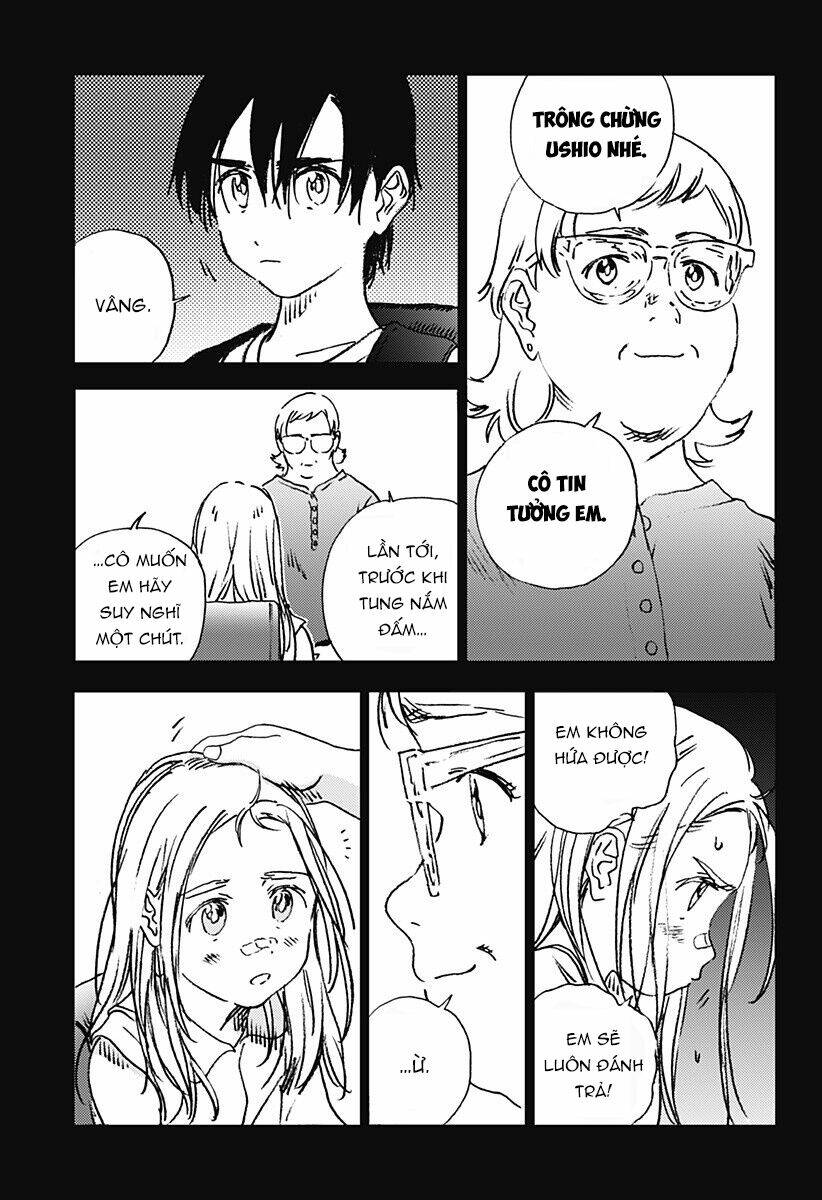 TRÔNG CHỪNG
USHIO NHÉ.
CÔ TIN
TƯỞNG EM.
VÂNG.
LẦN TỚI,
TRƯỚC KHI
TUNG NẮM
ĐẤM...
...CÔ MUỐN
EM HÃY
SUY NGHĨ
MỘT CHÚT.
EM KHÔNG
HỨA ĐƯỢC!
EM SẼ
LUÔN ĐÁNH
TRẢ!
...Ừ.